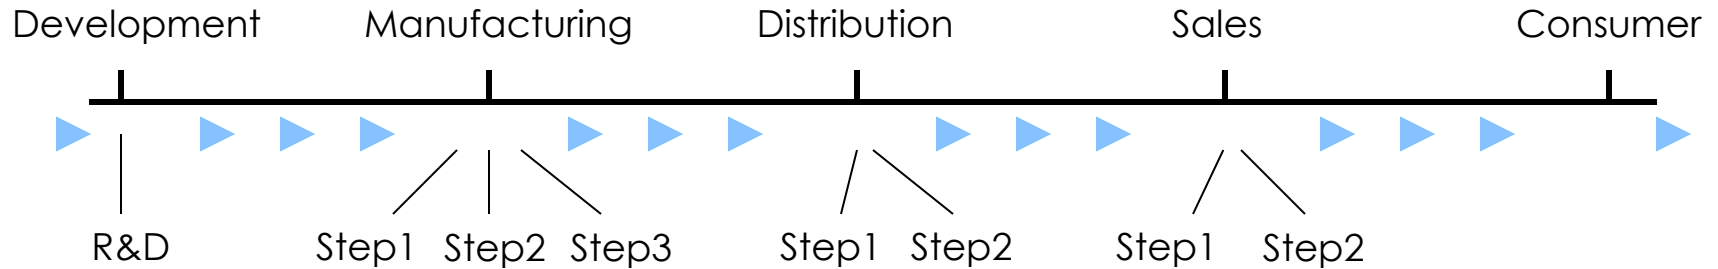 Development Manufacturing Distribution Sales Consumer
R&D Step1 Step2 Step3 Step1 Step2 Step1 Step2